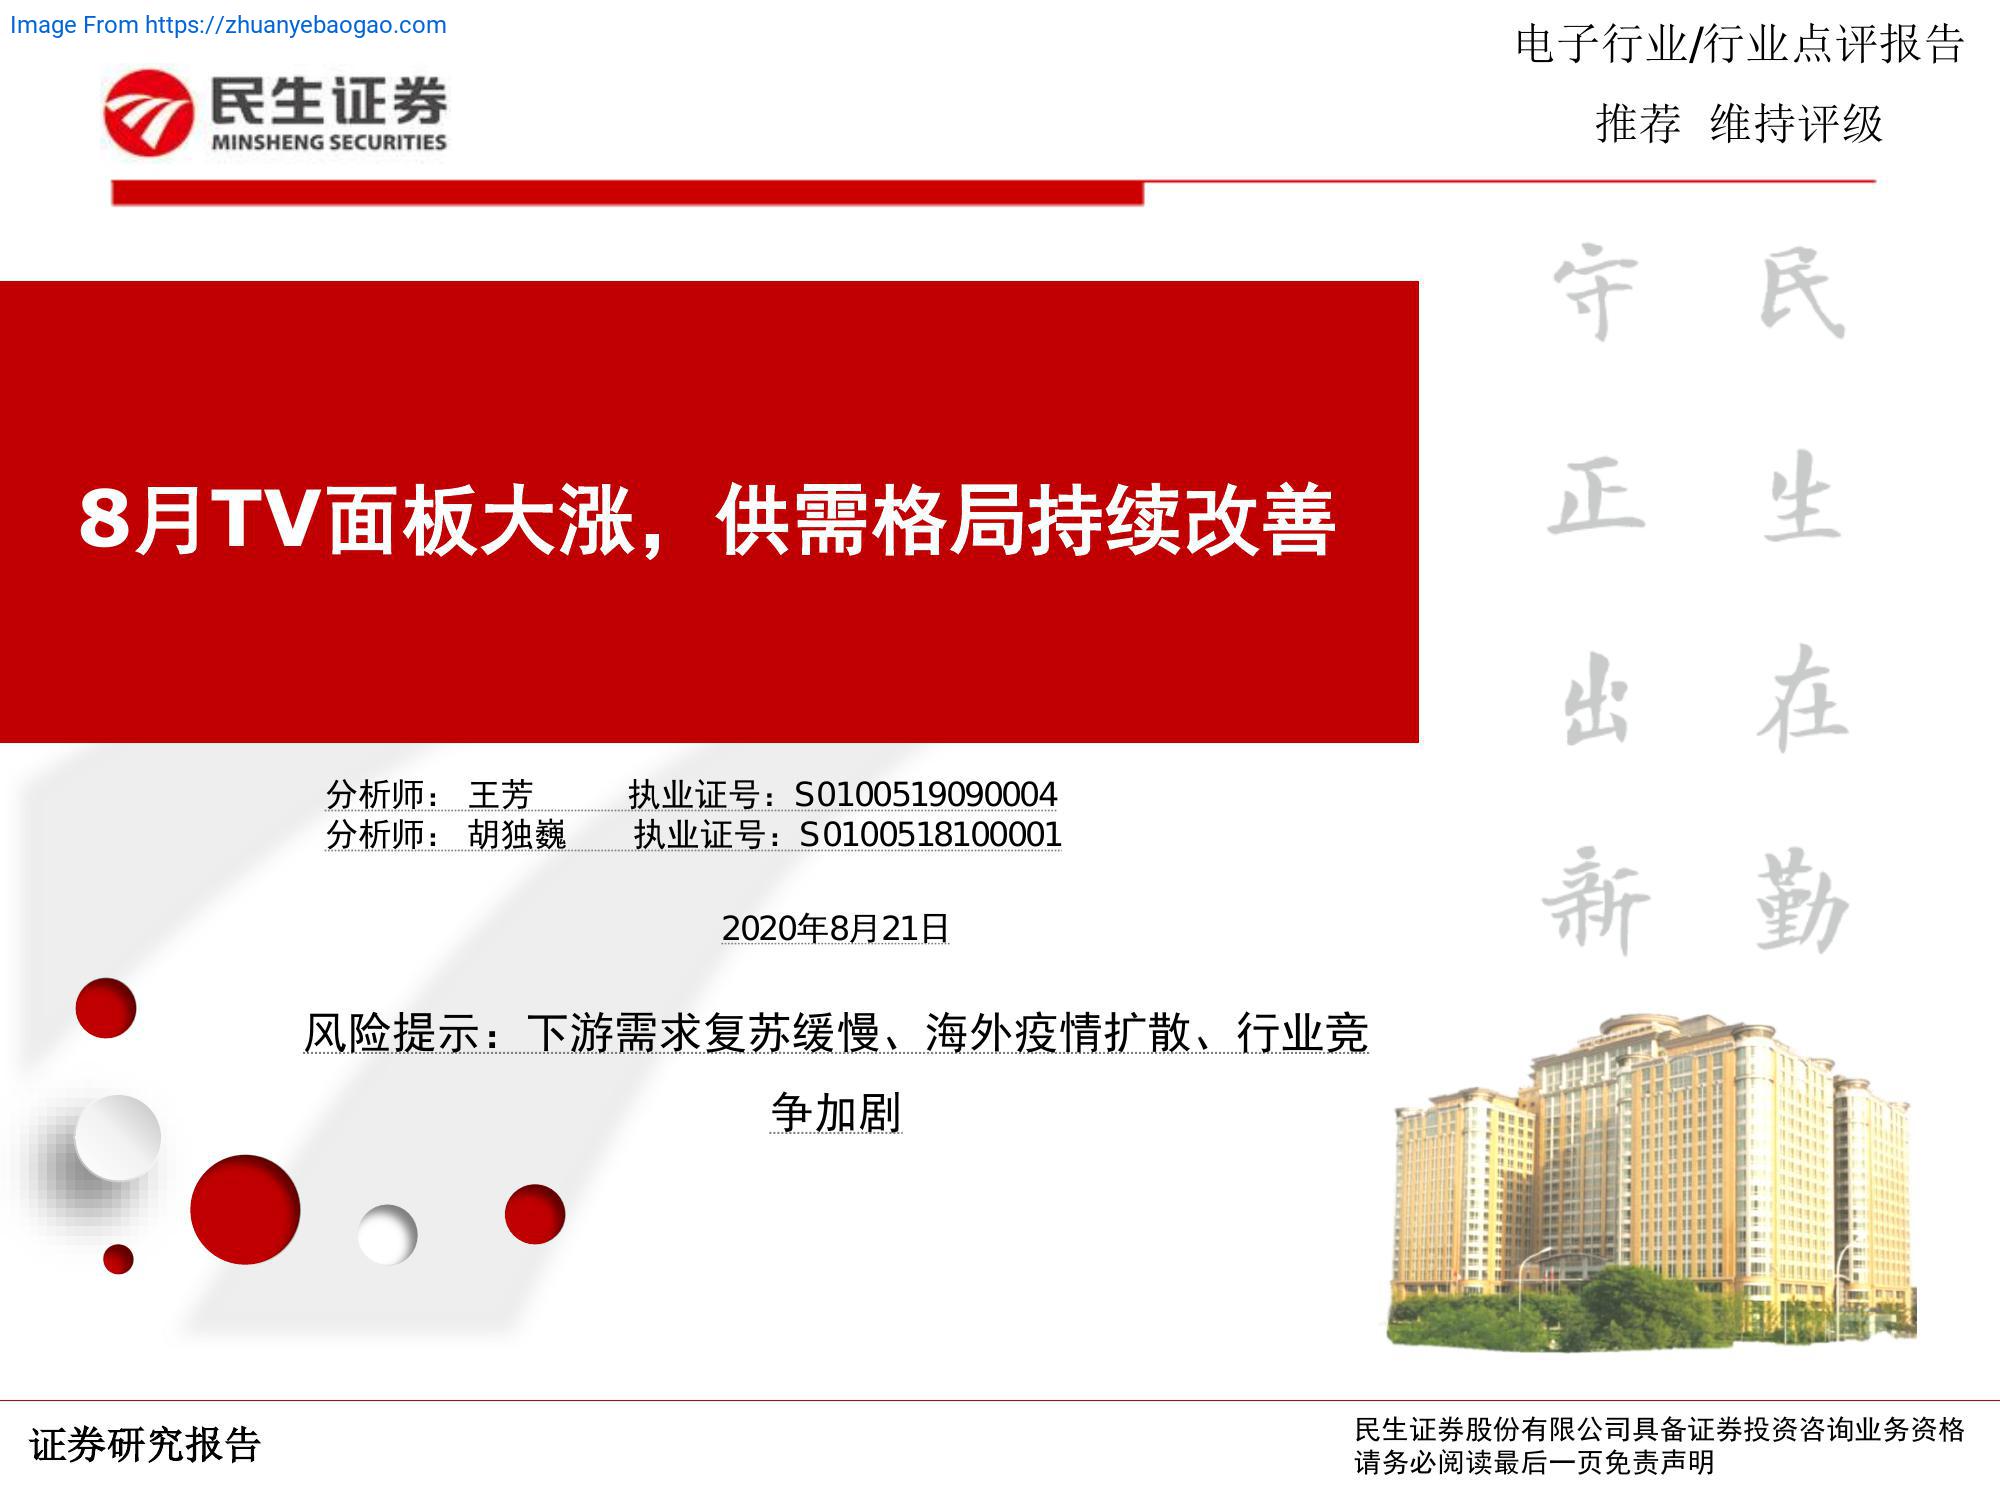 Image From https://zhuanyebaogao.com
电子行业/行业点评报告
民生证券
MINSHENG SECURITIES
推荐 维持评级
民生在勤
守正出新
8月TV面板大涨，供需格局持续改善
分析师： 王芳 执业证号：S0100519090004
分析师： 胡独巍 执业证号：S0100518100001
2020年8月21日
风险提示：下游需求复苏缓慢、海外疫情扩散、行业竞
争加剧
证券研究报告
民生证券股份有限公司具备证券投资咨询业务资格
请务必阅读最后一页免责声明